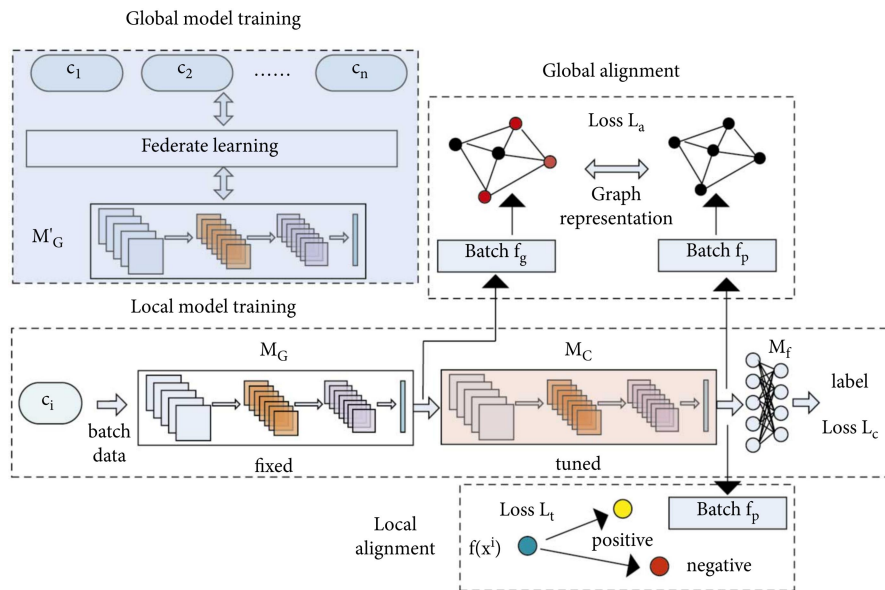 Global model training
c1
c2
......
cn
Federate learning
M'G
Global alignment
Loss La
Graph
representation
Batch fg
Batch fp
Local model training
ci
batch
data
MG
fixed
MC
tuned
Mf
label
Loss Lc
Local
alignment
Loss Lt
f(x^i)
positive
negative
Batch fp